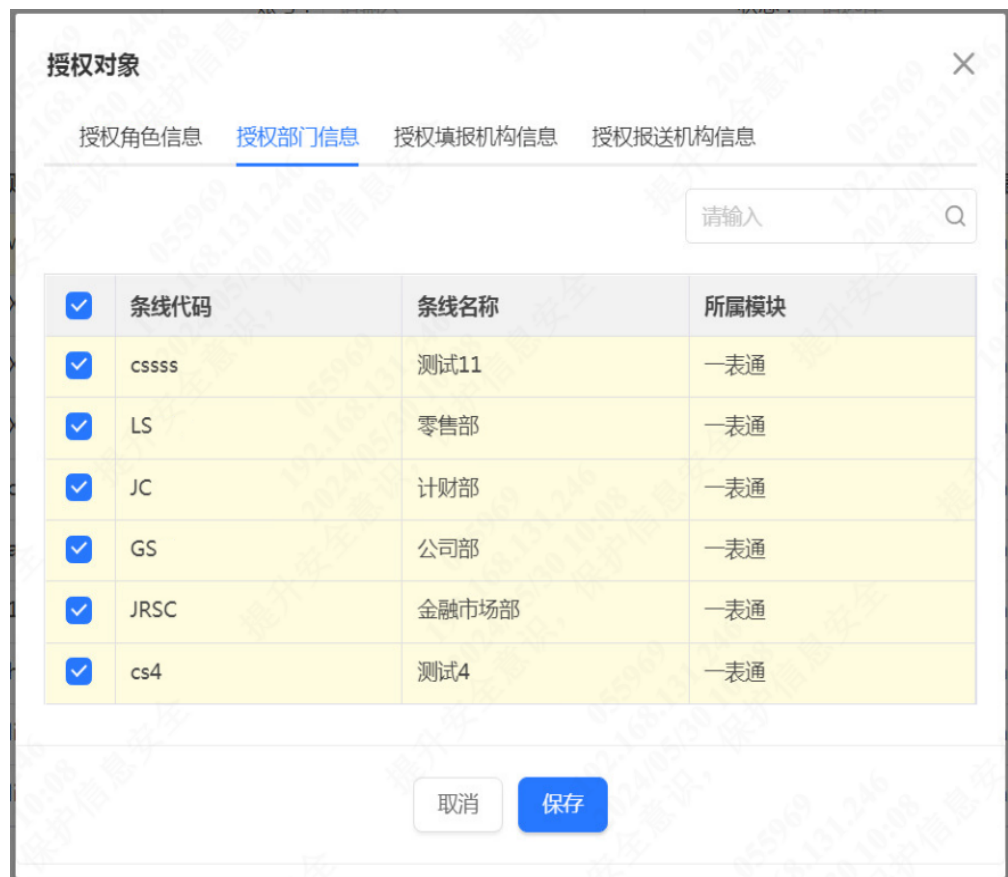 授权对象
授权角色信息 授权部门信息 授权填报机构信息 授权报送机构信息
请输入
条线代码 条线名称 所属模块
cssss 测试11 一表通
LS 零售部 一表通
JC 计财部 一表通
GS 公司部 一表通
JRSC 金融市场部 一表通
cs4 测试4 一表通
取消 保存